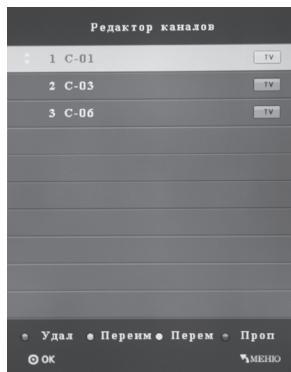 Редактор каналов
1 C-01 TV
2 C-03 TV
3 C-06 TV
Удал Переим Перем Проп
OK МЕНЮ